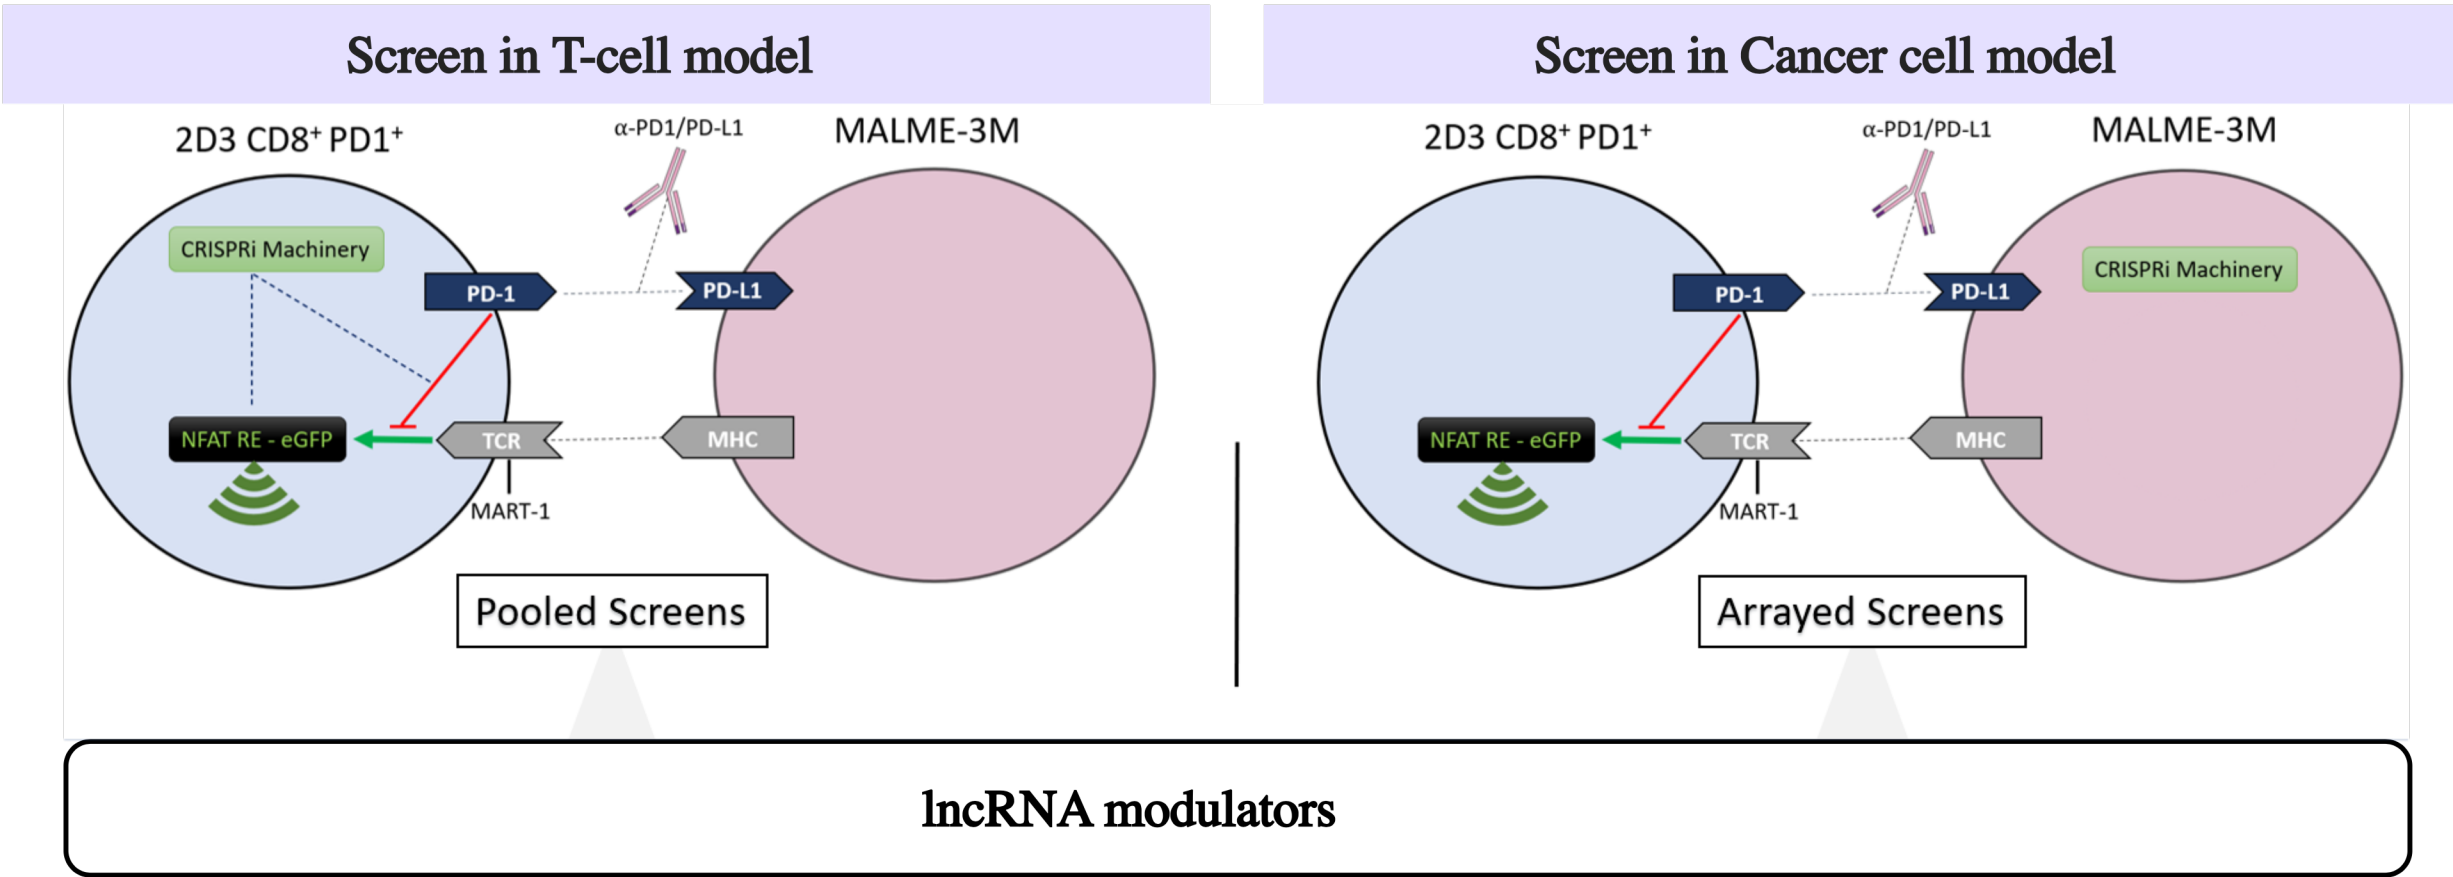 Screen in T-cell model
2D3 CD8⁺ PD1⁺
α-PD1/PD-L1
MALME-3M
CRISPRi Machinery
PD-1
PD-L1
NFAT RE - eGFP
TCR
MHC
MART-1
Pooled Screens
Screen in Cancer cell model
2D3 CD8⁺ PD1⁺
α-PD1/PD-L1
MALME-3M
CRISPRi Machinery
PD-1
PD-L1
NFAT RE - eGFP
TCR
MHC
MART-1
Arrayed Screens
lncRNA modulators